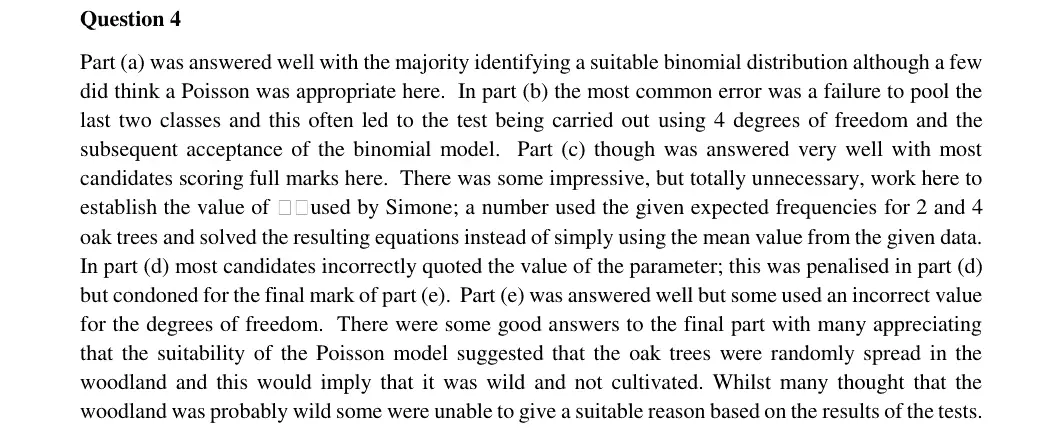 Question 4
Part (a) was answered well with the majority identifying a suitable binomial distribution although a few
did think a Poisson was appropriate here. In part (b) the most common error was a failure to pool the
last two classes and this often led to the test being carried out using 4 degrees of freedom and the
subsequent acceptance of the binomial model. Part (c) though was answered very well with most
candidates scoring full marks here. There was some impressive, but totally unnecessary, work here to
establish the value of □□used by Simone; a number used the given expected frequencies for 2 and 4
oak trees and solved the resulting equations instead of simply using the mean value from the given data.
In part (d) most candidates incorrectly quoted the value of the parameter; this was penalised in part (d)
but condoned for the final mark of part (e). Part (e) was answered well but some used an incorrect value
for the degrees of freedom. There were some good answers to the final part with many appreciating
that the suitability of the Poisson model suggested that the oak trees were randomly spread in the
woodland and this would imply that it was wild and not cultivated. Whilst many thought that the
woodland was probably wild some were unable to give a suitable reason based on the results of the tests.